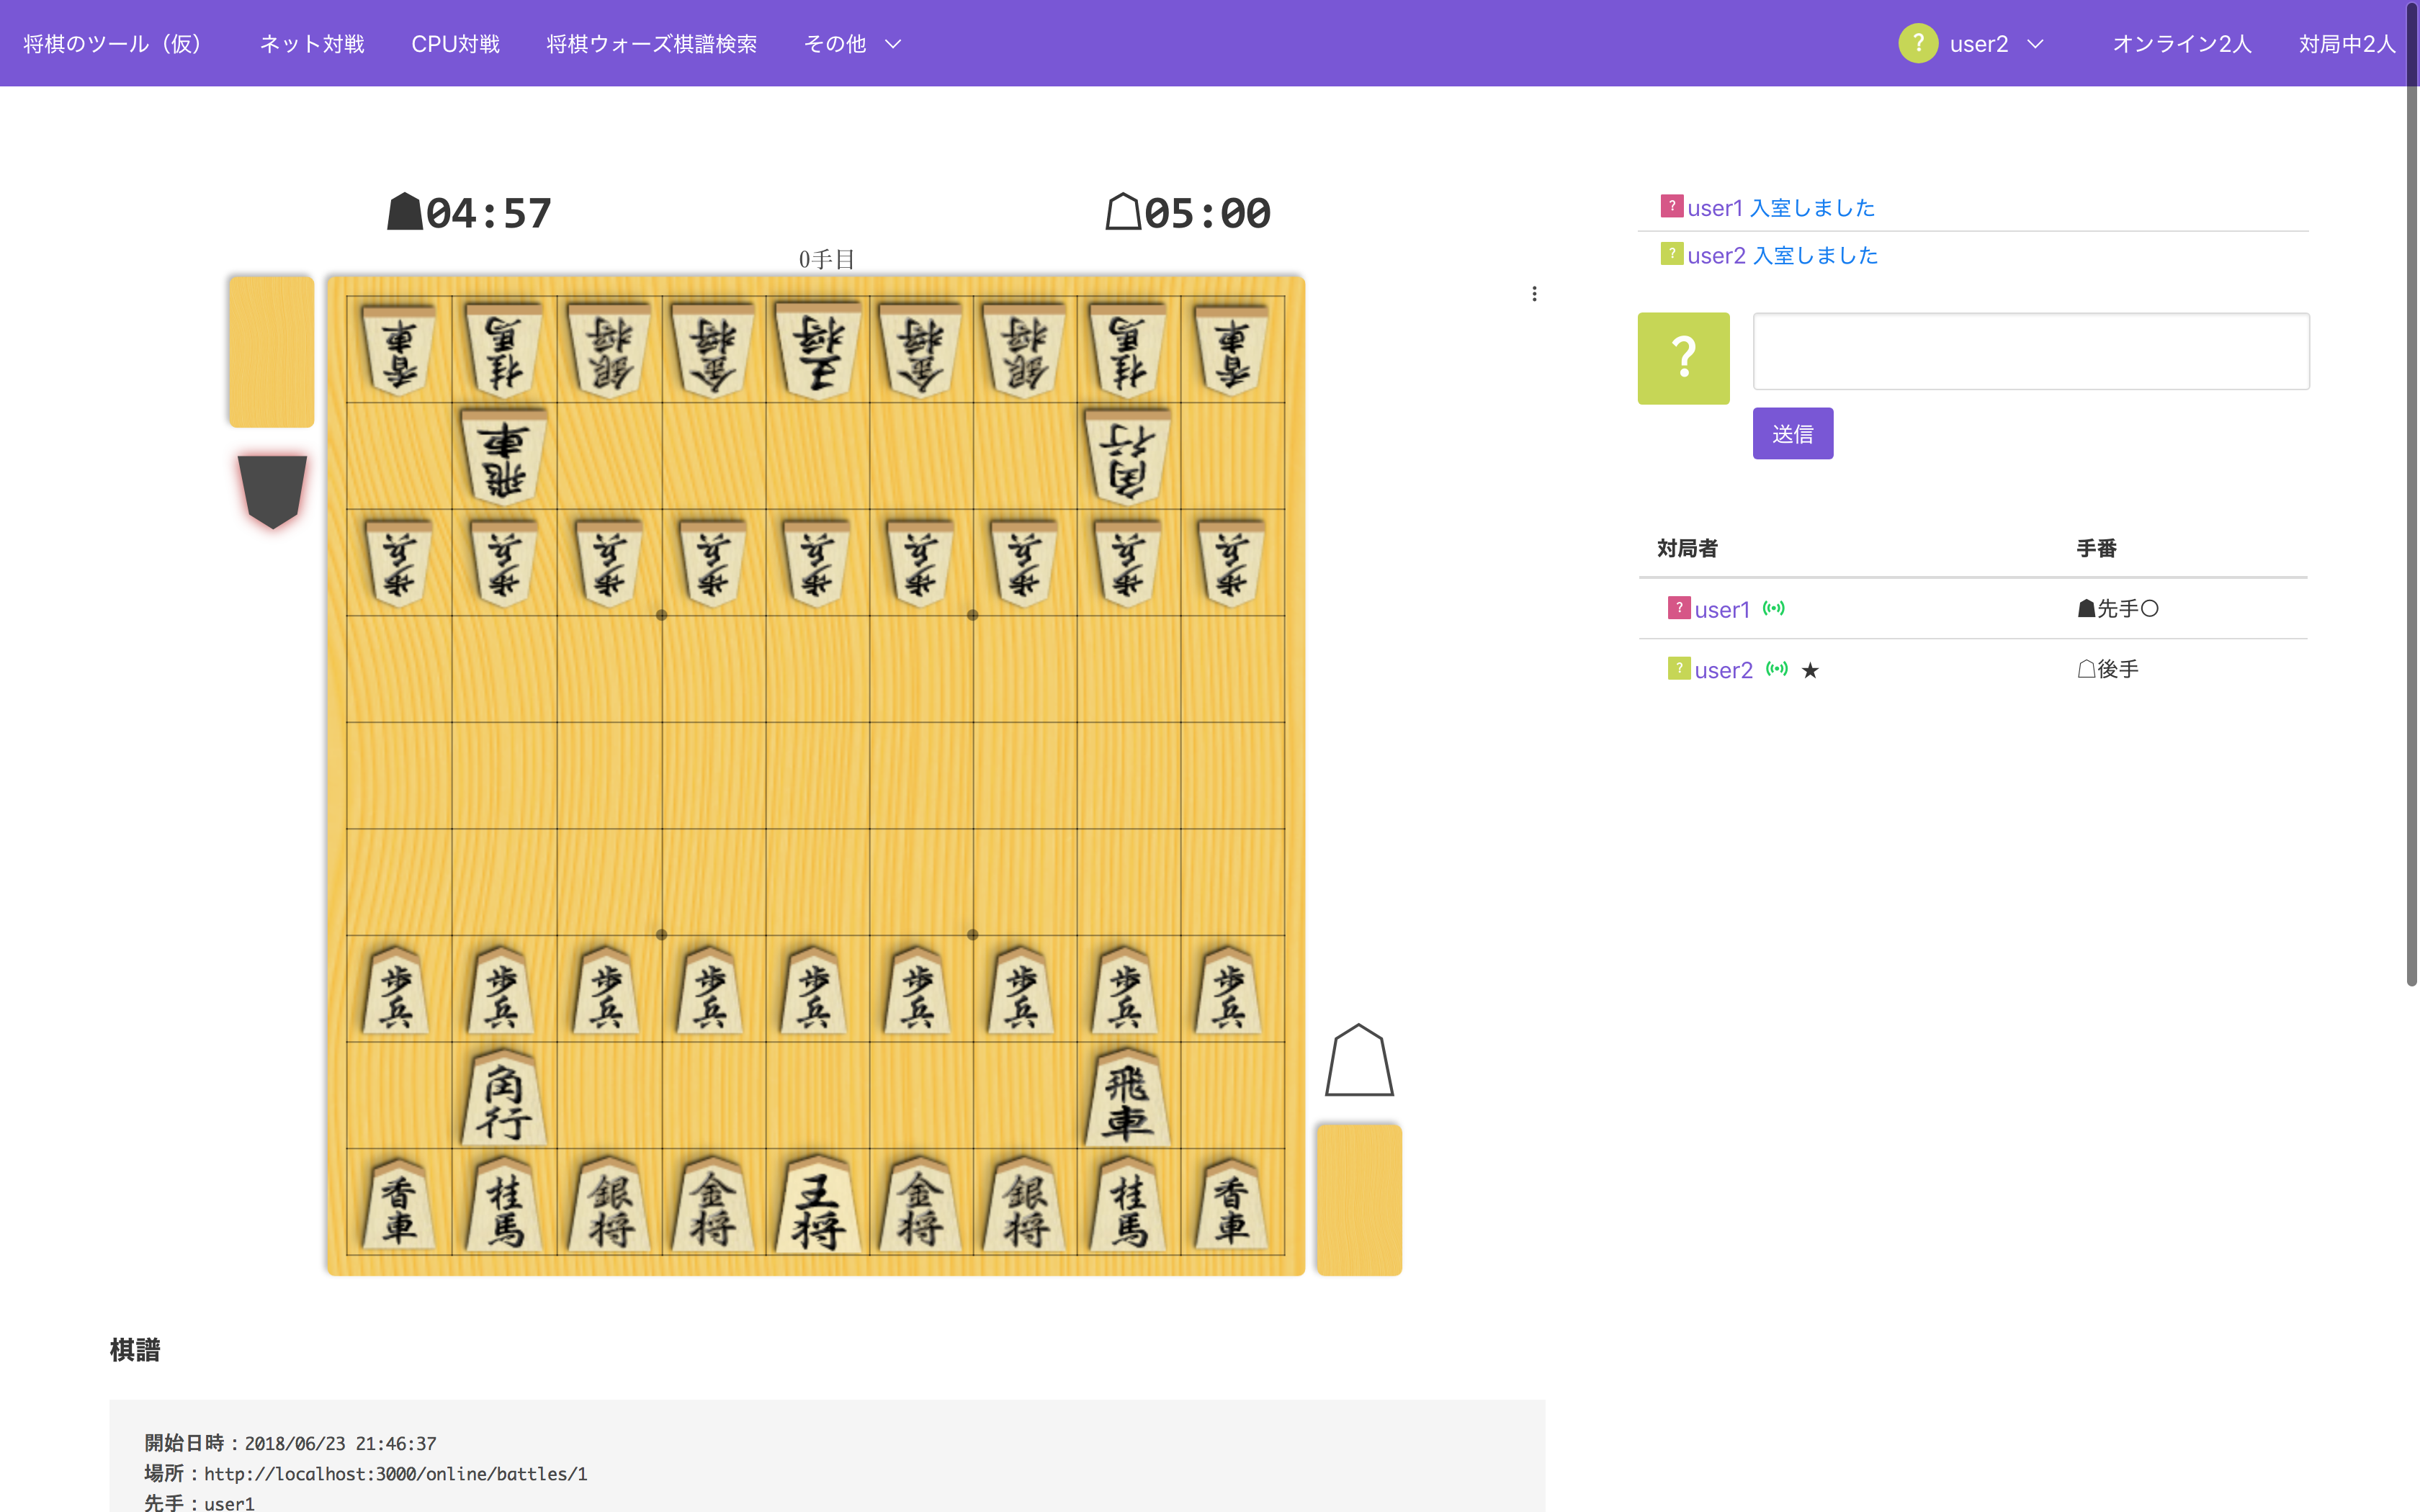 将棋のツール（仮） ネット対戦 CPU対戦 将棋ウォーズ棋譜検索 その他 ? user2 オンライン2人 対局中2人
☗04:57 ☖05:00
0手目
香車 桂馬 銀将 金将 王将 金将 銀将 桂馬 香車
飛車 角行
歩兵 歩兵 歩兵 歩兵 歩兵 歩兵 歩兵 歩兵 歩兵
歩兵 歩兵 歩兵 歩兵 歩兵 歩兵 歩兵 歩兵 歩兵
角行 飛車
香車 桂馬 銀将 金将 王将 金将 銀将 桂馬 香車
? user1 入室しました
? user2 入室しました
?
送信
対局者 手番
? user1 ☗先手○
? user2 ★ ☖後手
棋譜
開始日時：2018/06/23 21:46:37
場所：http://localhost:3000/online/battles/1
先手：user1